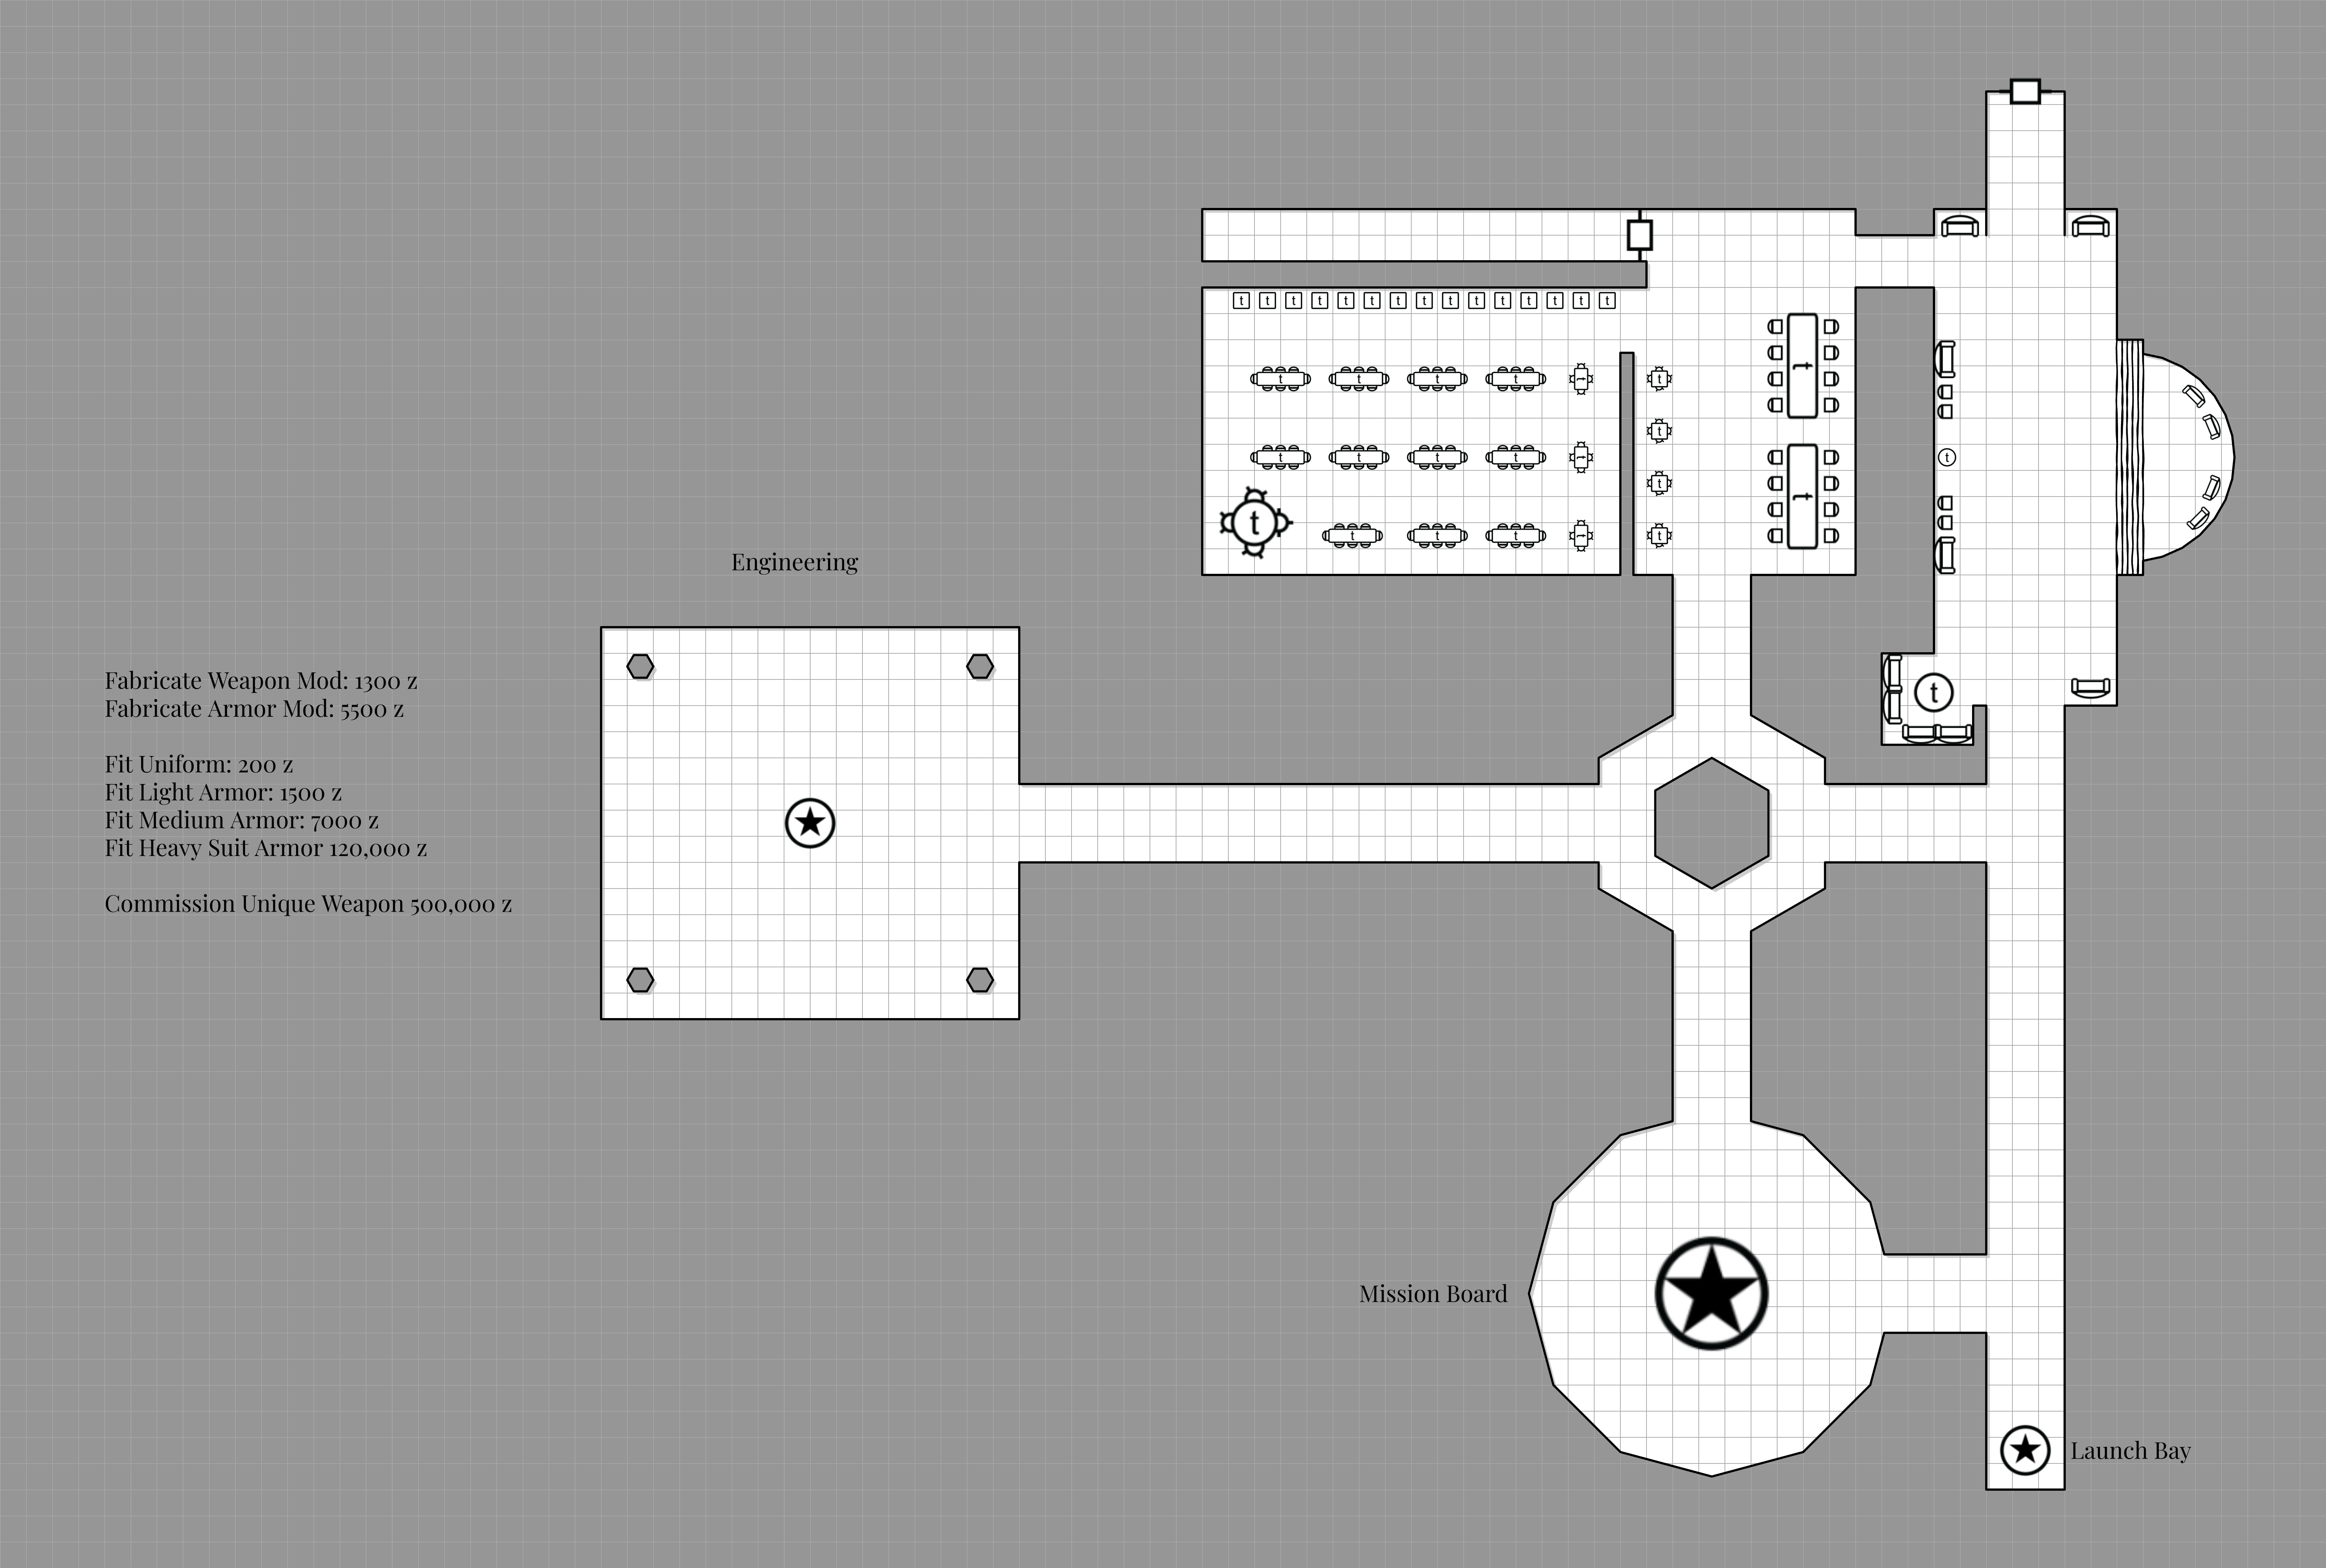 Engineering
Fabricate Weapon Mod: 1300 z
Fabricate Armor Mod: 5500 z
Fit Uniform: 200 z
Fit Light Armor: 1500 z
Fit Medium Armor: 7000 z
Fit Heavy Suit Armor 120,000 z
Commission Unique Weapon 500,000 z
Mission Board
Launch Bay
t t t t t t t t t t t t t t t
t t t t t t t
t t t t t t t
t
t
t t t t t t
t